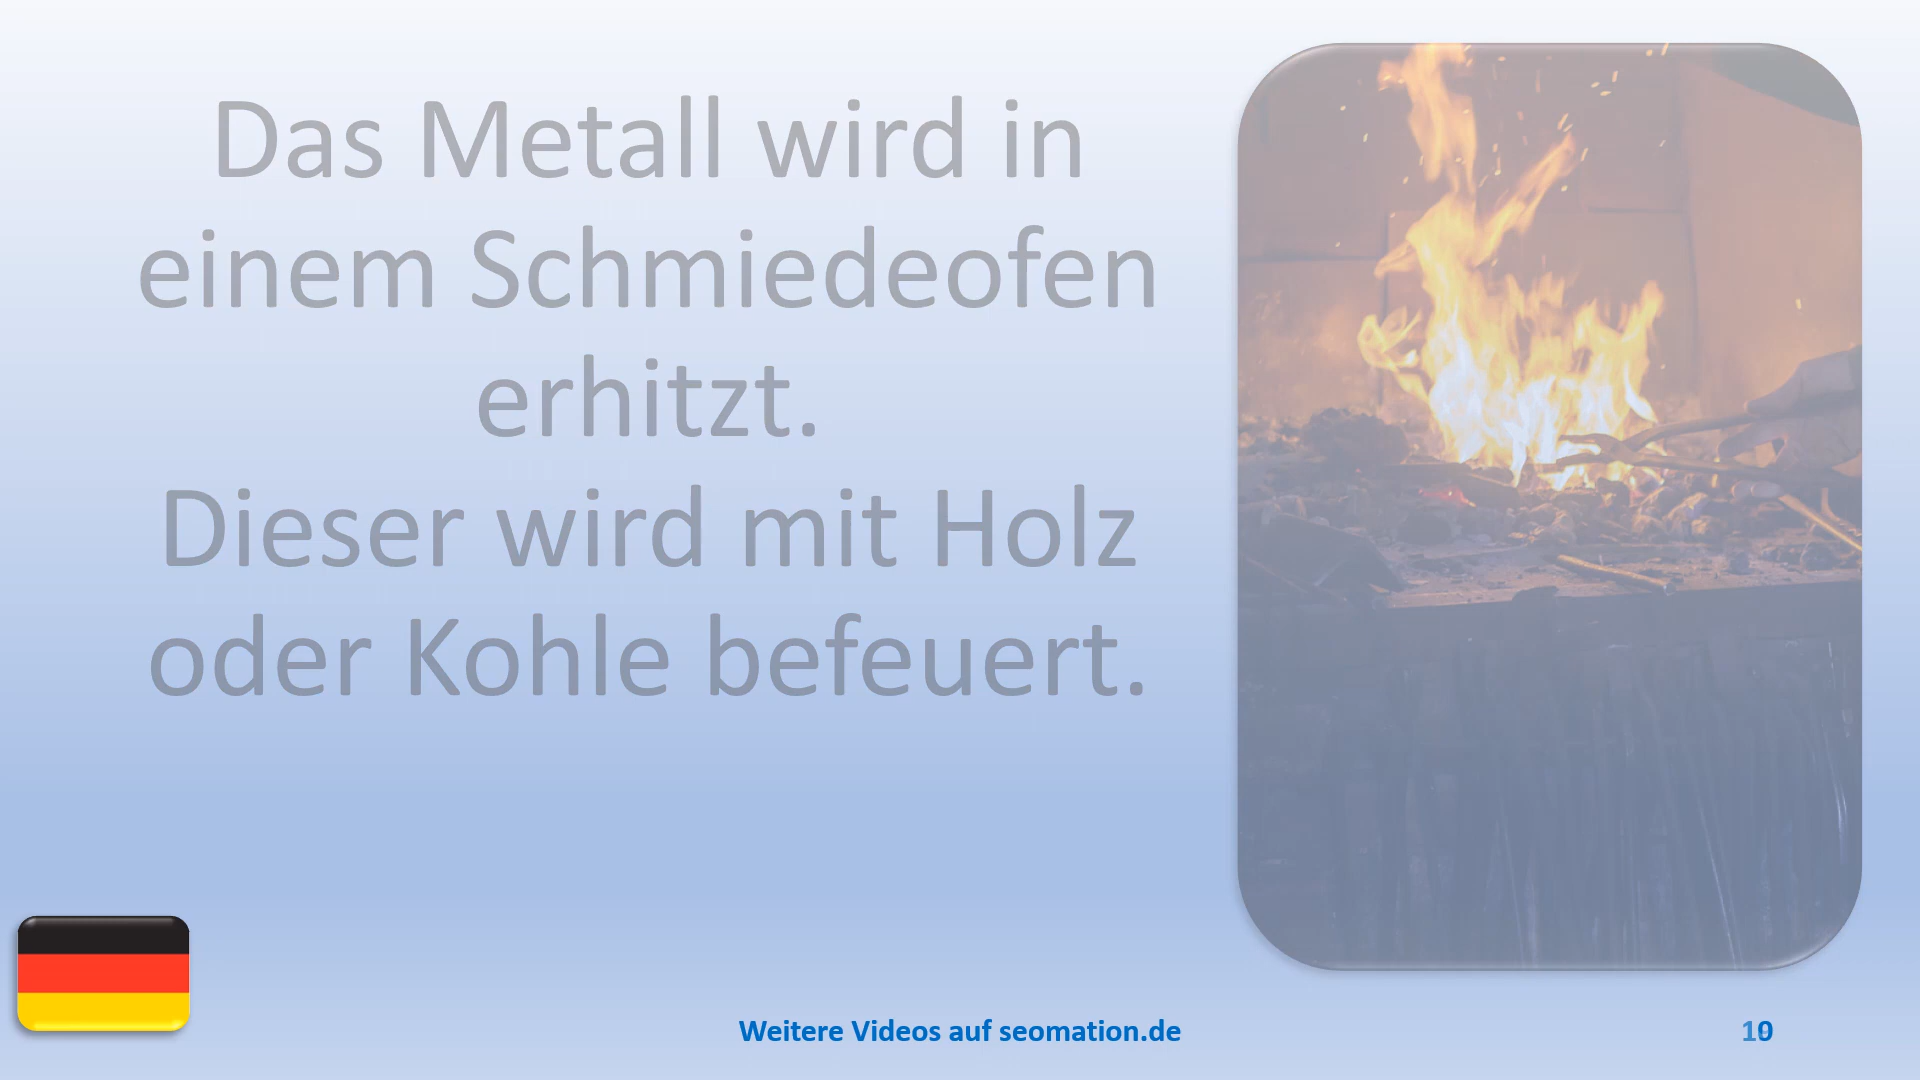 Das Metall wird in
einem Schmiedeofen
erhitzt.
Dieser wird mit Holz
oder Kohle befeuert.
Weitere Videos auf seomation.de